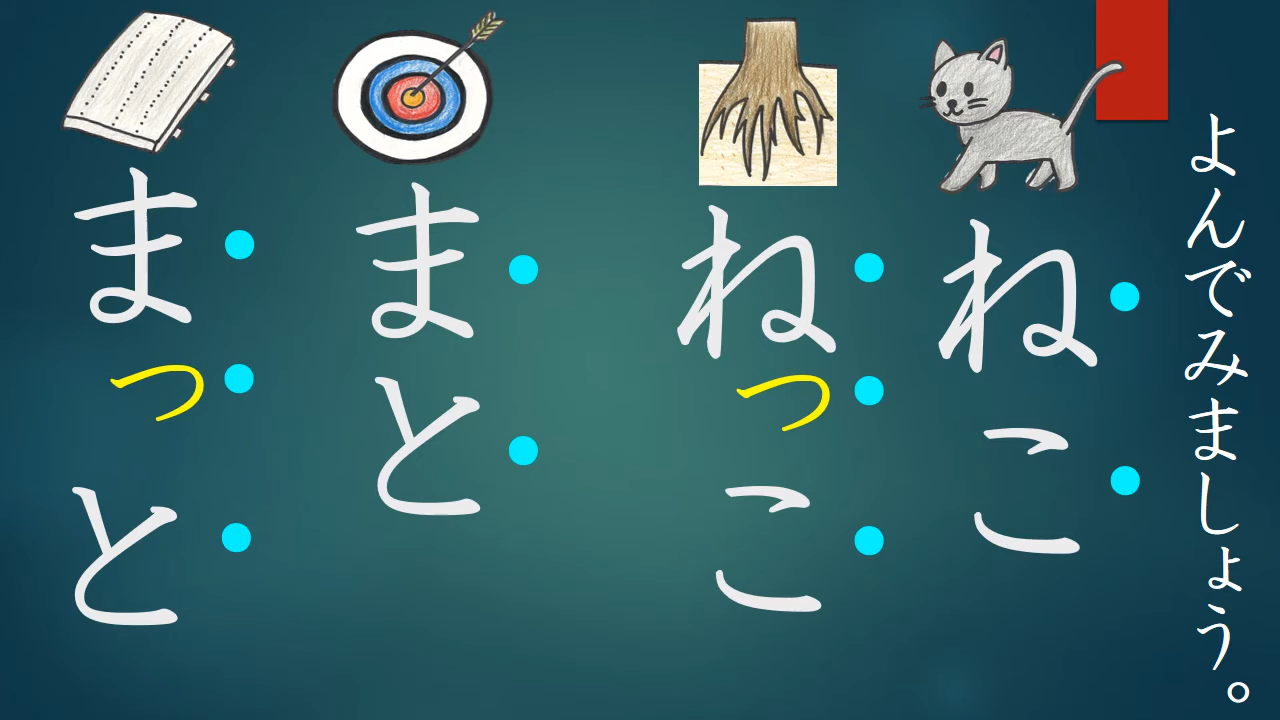 よんでみましょう。
ねこ
ねっこ
まと
まっと